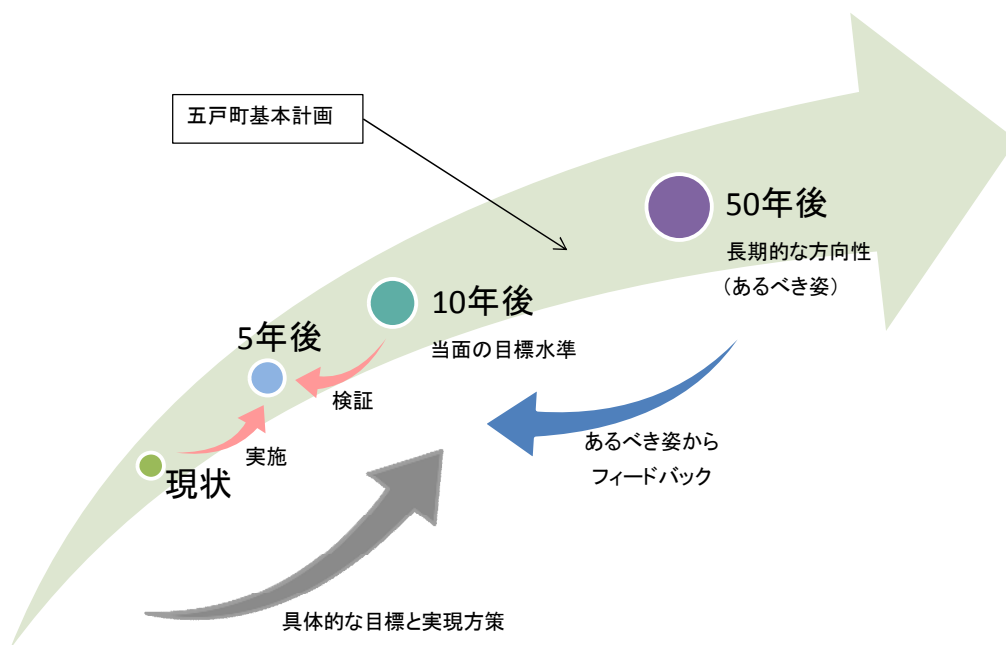 五戸町基本計画
50年後
長期的な方向性
（あるべき姿）
10年後
当面の目標水準
5年後
検証
実施
現状
あるべき姿から
フィードバック
具体的な目標と実現方策